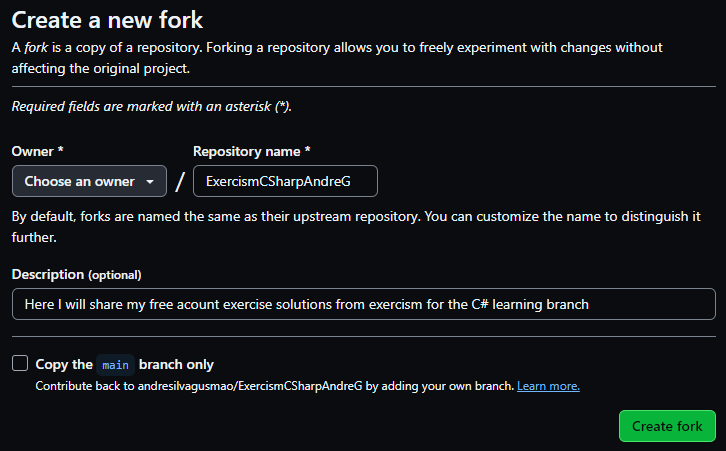 Create a new fork
A fork is a copy of a repository. Forking a repository allows you to freely experiment with changes without
affecting the original project.
Required fields are marked with an asterisk (*).
Owner * Repository name *
Choose an owner / ExercismCSharpAndreG
By default, forks are named the same as their upstream repository. You can customize the name to distinguish it
further.
Description (optional)
Here I will share my free acount exercise solutions from exercism for the C# learning branch
Copy the main branch only
Contribute back to andresilvagusmao/ExercismCSharpAndreG by adding your own branch. Learn more.
Create fork